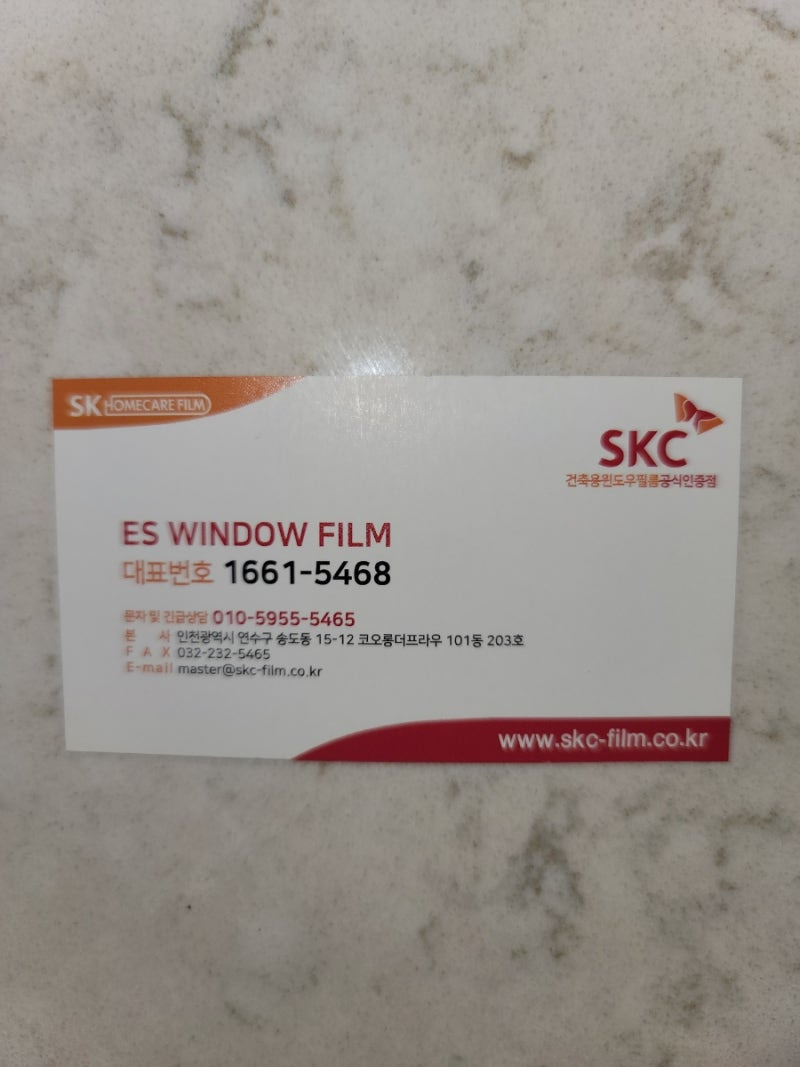 SK HOMECARE FILM
SKC
건축용윈도우필름공식인증점
ES WINDOW FILM
대표번호 1661-5468
문자 및 긴급상담 010-5955-5465
본 사 인천광역시 연수구 송도동 15-12 코오롱더프라우 101동 203호
F A X 032-232-5465
E-mail master@skc-film.co.kr
www.skc-film.co.kr